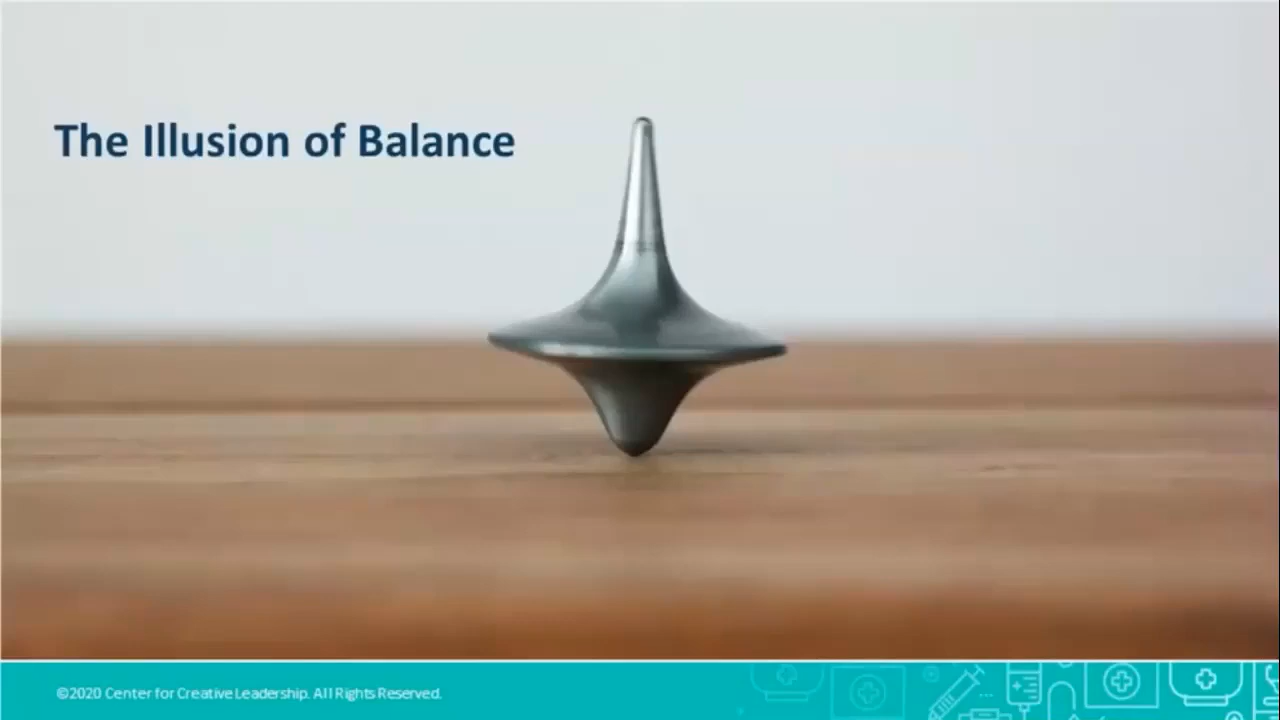 The Illusion of Balance
©2020 Center for Creative Leadership. All Rights Reserved.